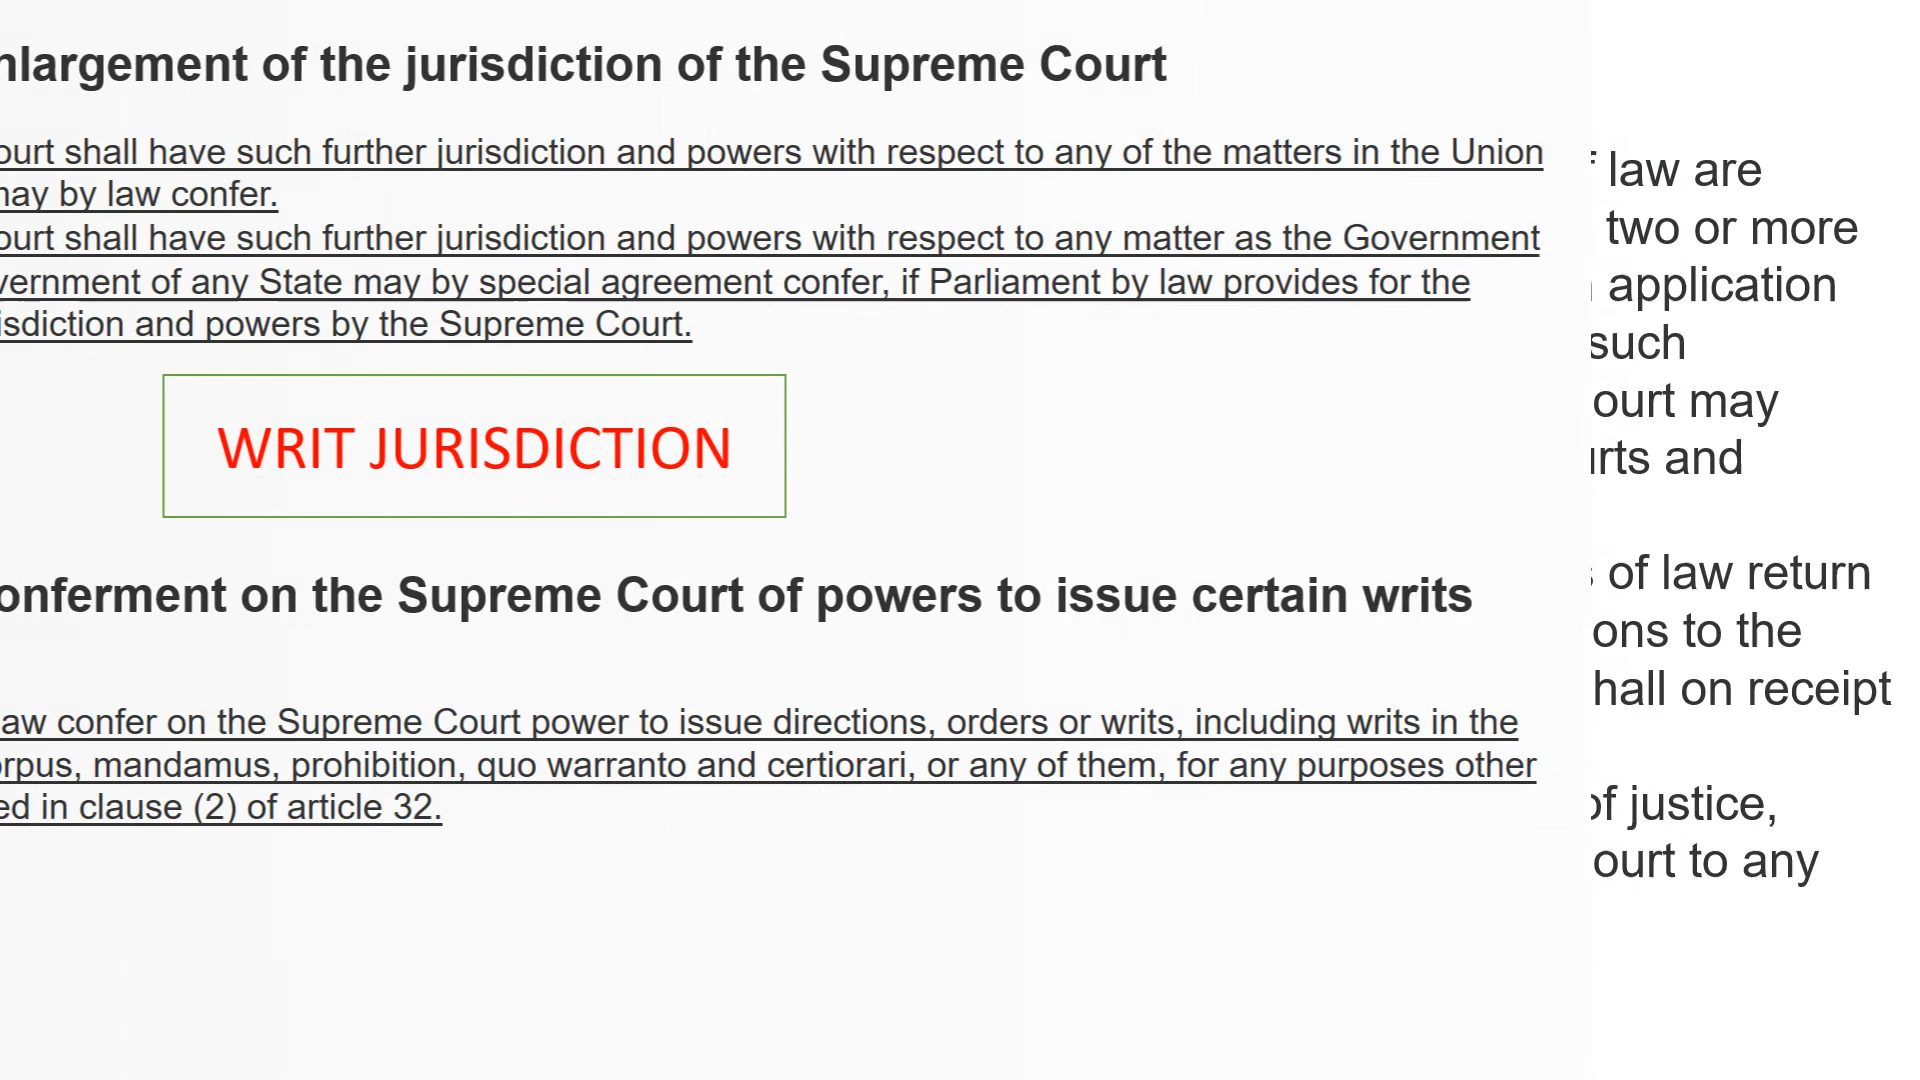 nlargement of the jurisdiction of the Supreme Court
ourt shall have such further jurisdiction and powers with respect to any of the matters in the Union
may by law confer.
ourt shall have such further jurisdiction and powers with respect to any matter as the Government
vernment of any State may by special agreement confer, if Parliament by law provides for the
isdiction and powers by the Supreme Court.
WRIT JURISDICTION
onferment on the Supreme Court of powers to issue certain writs
aw confer on the Supreme Court power to issue directions, orders or writs, including writs in the
orpus, mandamus, prohibition, quo warranto and certiorari, or any of them, for any purposes other
ed in clause (2) of article 32.
law are
two or more
application
such
ourt may
urts and
of law return
ons to the
hall on receipt
of justice,
ourt to any